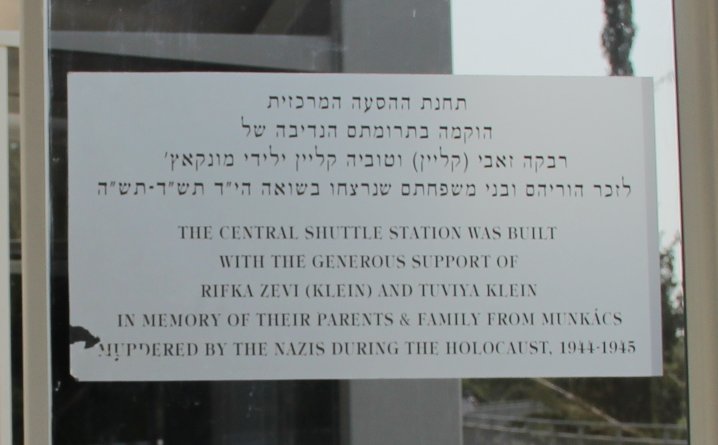 תחנת ההסעה המרכזית
הוקמה בתרומתם הנדיבה של
רבקה זאבי (קליין) וטוביה קליין ילידי מונקאץ'
לזכר הוריהם ובני משפחתם שנרצחו בשואה הי"ד תש"ד-תש"ה
THE CENTRAL SHUTTLE STATION WAS BUILT
WITH THE GENEROUS SUPPORT OF
RIFKA ZEVI (KLEIN) AND TUVIYA KLEIN
IN MEMORY OF THEIR PARENTS & FAMILY FROM MUNKÁCS
MURDERED BY THE NAZIS DURING THE HOLOCAUST, 1944-1945